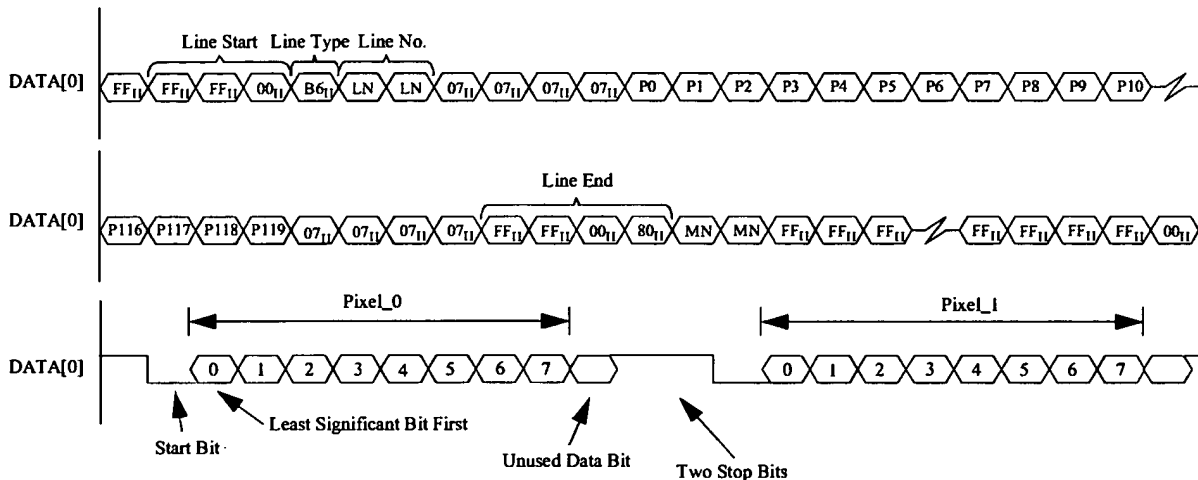 Line Start Line Type Line No.
DATA[0] FFH FFH FFH 00H B6H LN LN 07H 07H 07H 07H P0 P1 P2 P3 P4 P5 P6 P7 P8 P9 P10
Line End
DATA[0] P116 P117 P118 P119 07H 07H 07H 07H FFH FFH 00H 80H MN MN FFH FFH FFH FFH FFH FFH FFH 00H
Pixel_0 Pixel_1
DATA[0] 0 1 2 3 4 5 6 7 0 1 2 3 4 5 6 7
Least Significant Bit First
Start Bit
Unused Data Bit
Two Stop Bits